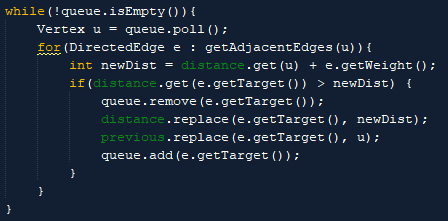 while(!queue.isEmpty()){
Vertex u = queue.poll();
for(DirectedEdge e : getAdjacentEdges(u)){
int newDist = distance.get(u) + e.getWeight();
if(distance.get(e.getTarget()) > newDist) {
queue.remove(e.getTarget());
distance.replace(e.getTarget(), newDist);
previous.replace(e.getTarget(), u);
queue.add(e.getTarget());
}
}
}